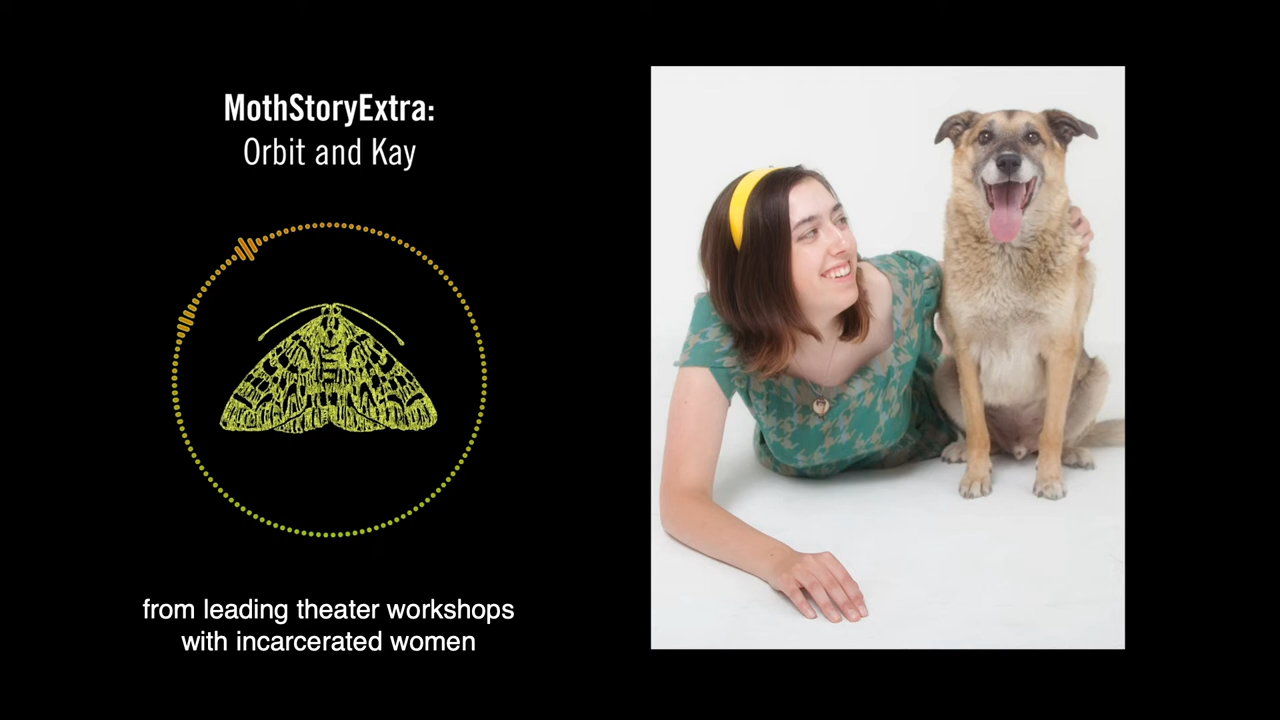 MothStoryExtra:
Orbit and Kay
from leading theater workshops
with incarcerated women